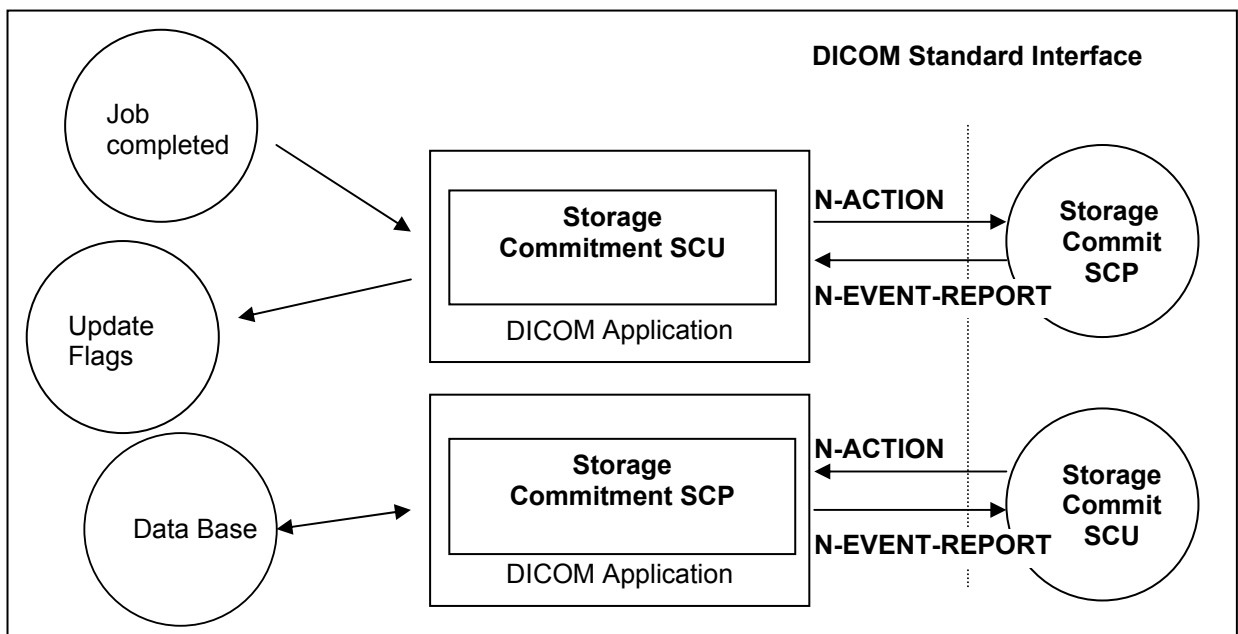 DICOM Standard Interface
Job
completed
Storage
Commitment SCU
DICOM Application
N-ACTION
N-EVENT-REPORT
Storage
Commit
SCP
Update
Flags
Data Base
Storage
Commitment SCP
DICOM Application
N-ACTION
N-EVENT-REPORT
Storage
Commit
SCU